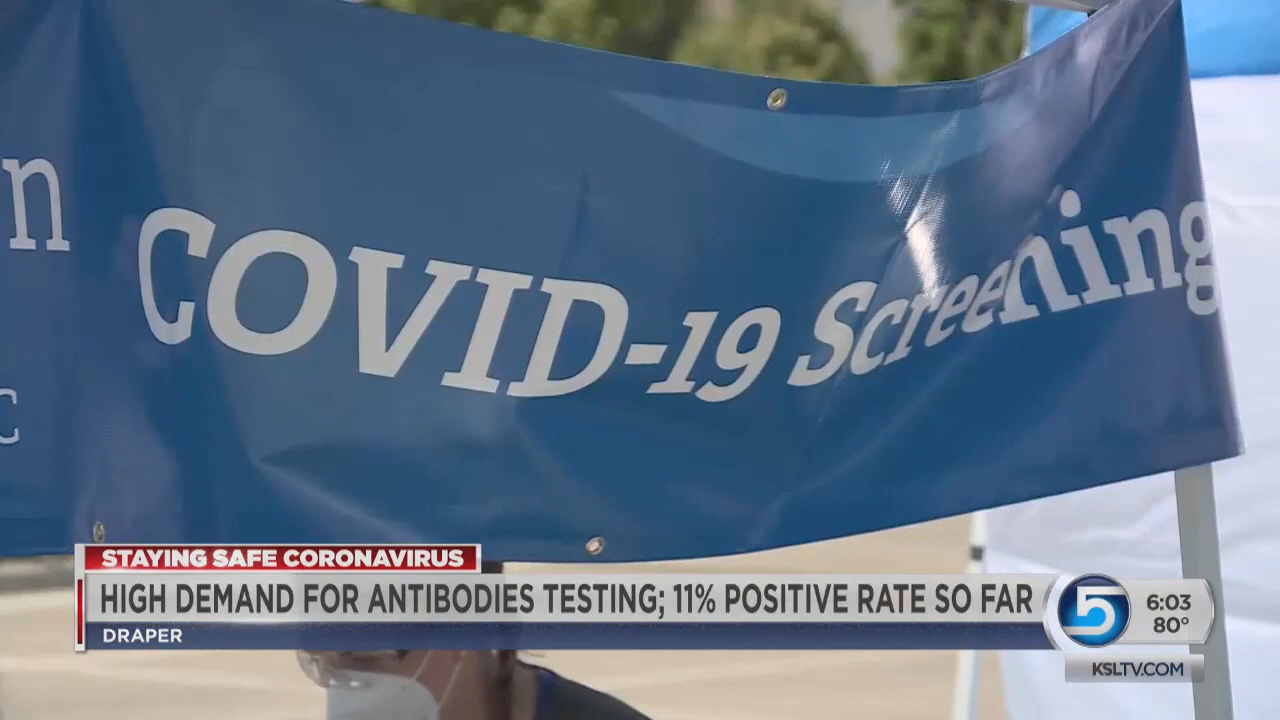 n
COVID-19 Screening
C
STAYING SAFE CORONAVIRUS
HIGH DEMAND FOR ANTIBODIES TESTING; 11% POSITIVE RATE SO FAR
DRAPER
5
6:03
80°
KSLTV.COM